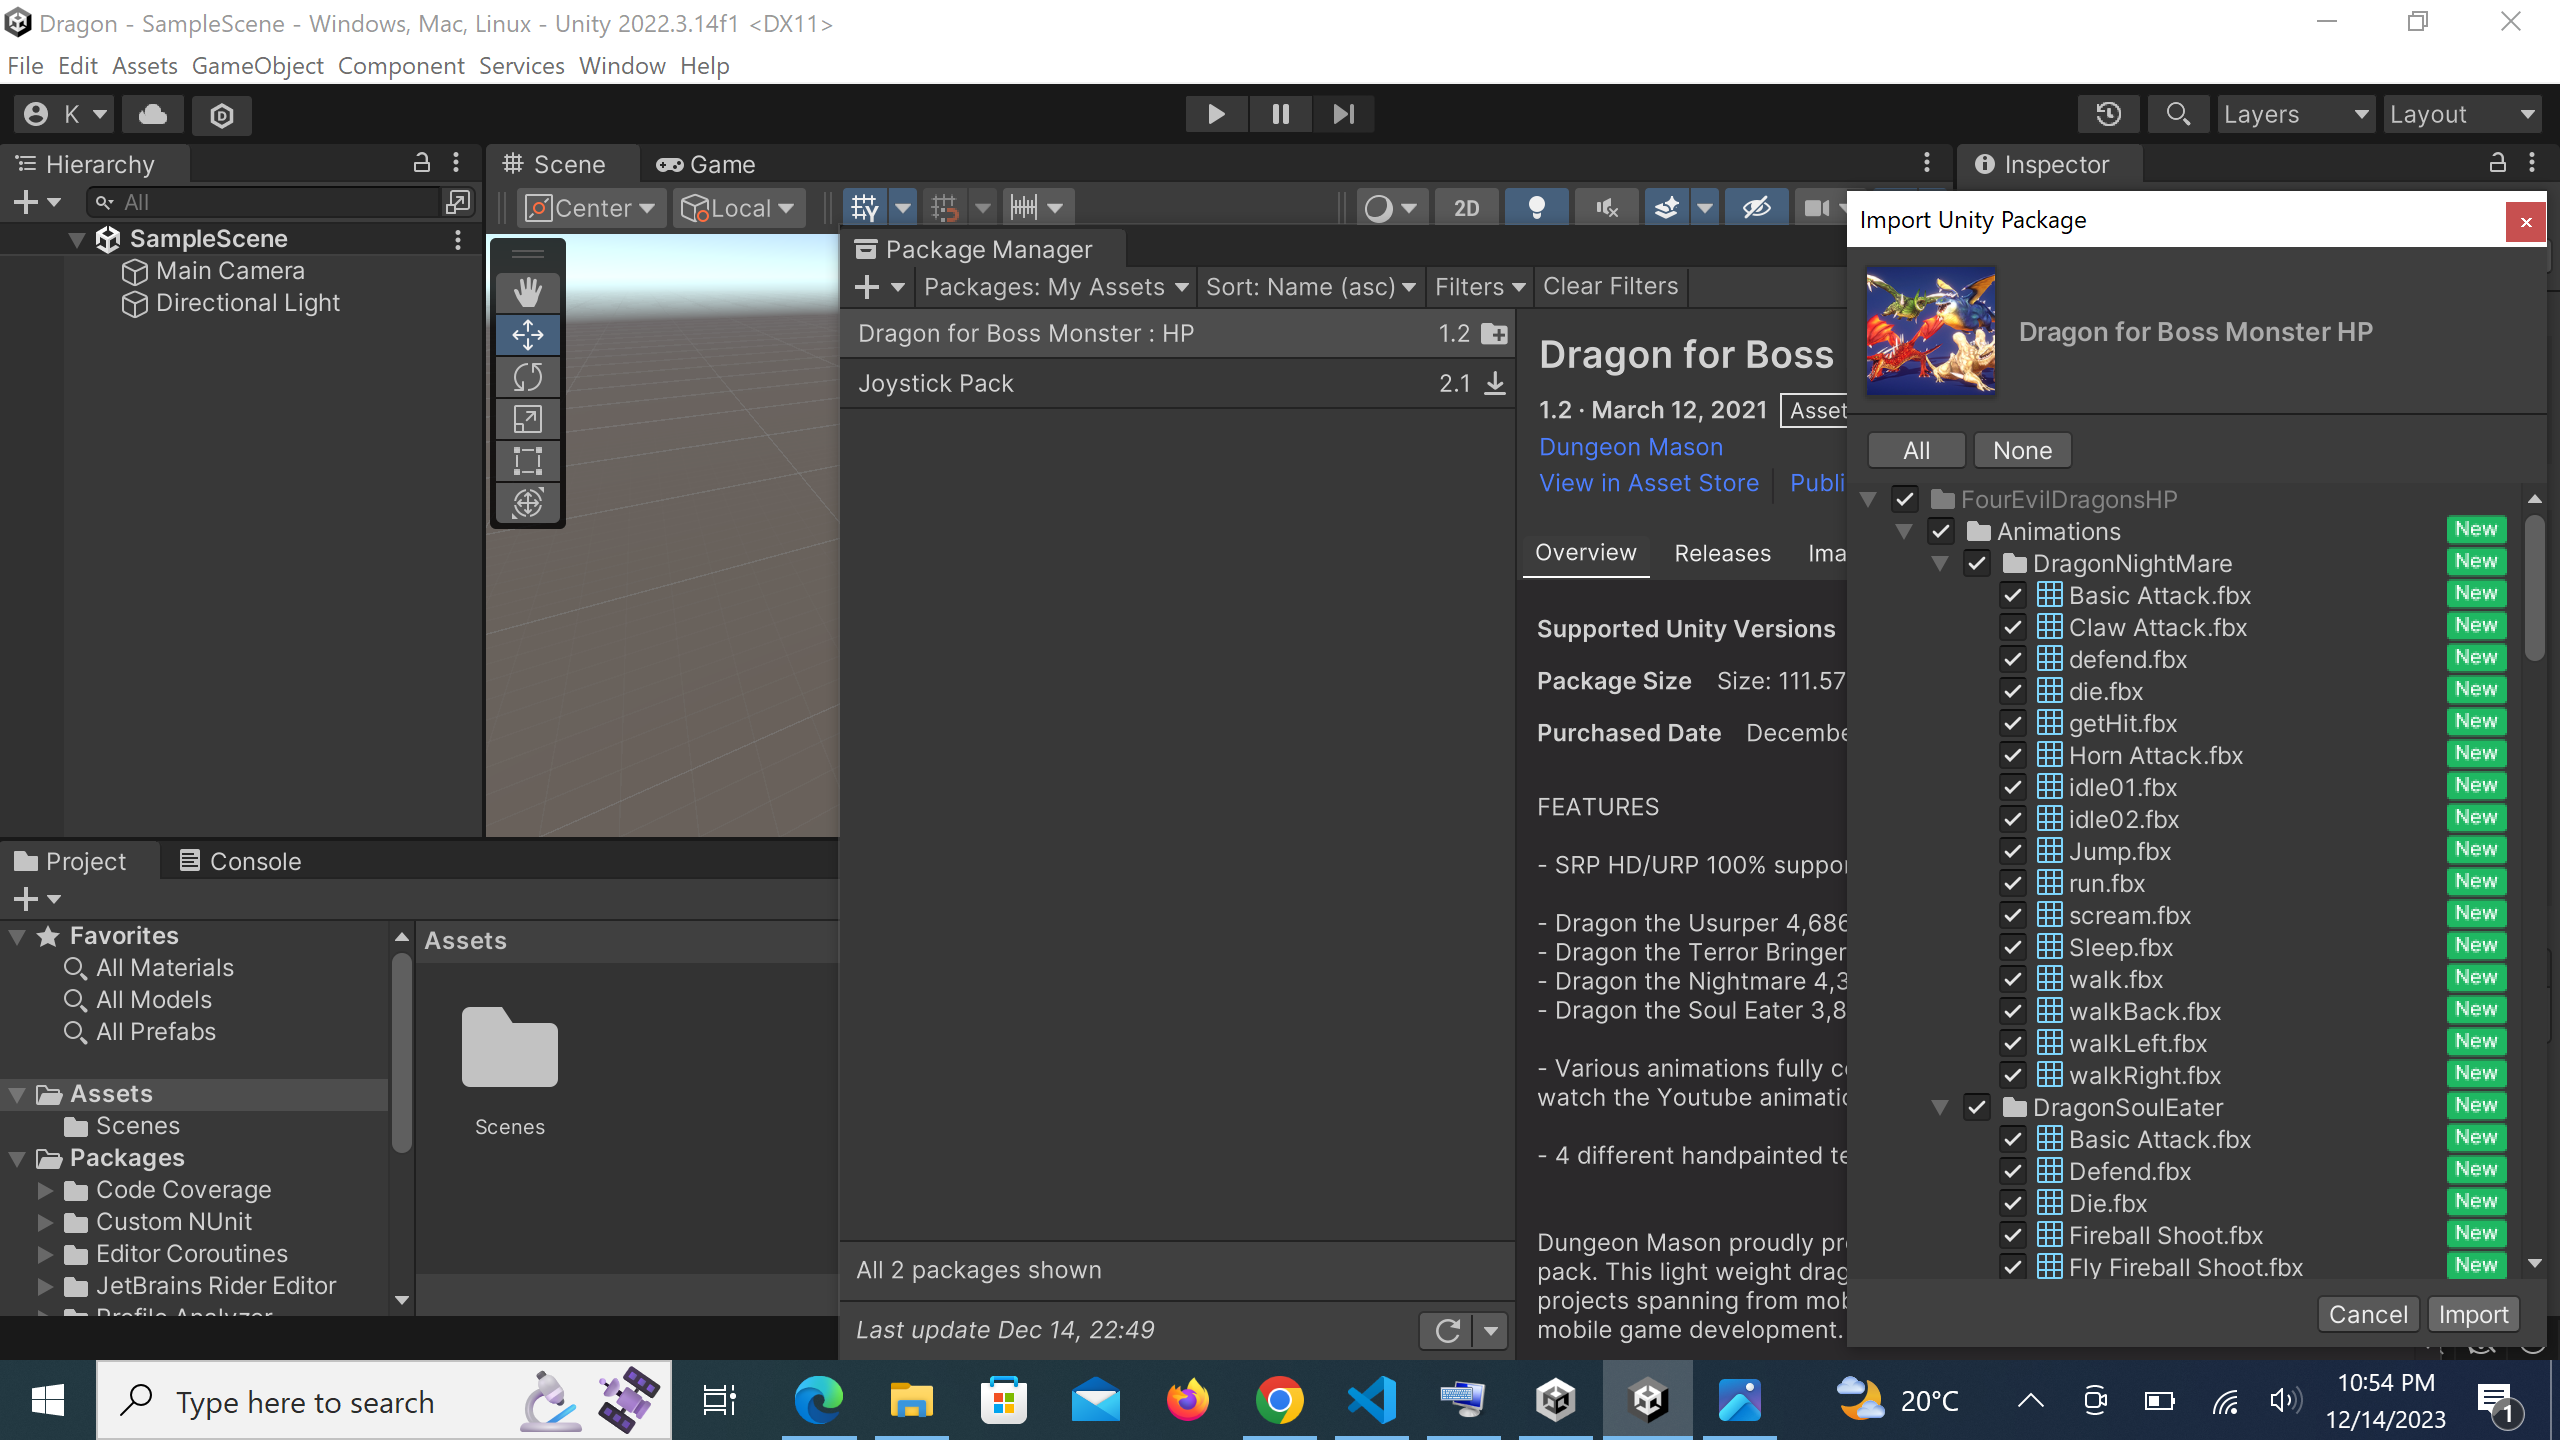 Dragon - SampleScene - Windows, Mac, Linux - Unity 2022.3.14f1 <DX11>
File Edit Assets GameObject Component Services Window Help
K
Layers
Layout
Hierarchy
All
SampleScene
Main Camera
Directional Light
Scene
Game
Center
Local
2D
Inspector
Package Manager
Packages: My Assets
Sort: Name (asc)
Filters
Clear Filters
Dragon for Boss Monster : HP 1.2
Joystick Pack 2.1
All 2 packages shown
Last update Dec 14, 22:49
Dragon for Boss
1.2 · March 12, 2021 Asset
Dungeon Mason
View in Asset Store Publi
Overview Releases Ima
Supported Unity Versions
Package Size Size: 111.57
Purchased Date Decembe
FEATURES
- SRP HD/URP 100% suppor
- Dragon the Usurper 4,686
- Dragon the Terror Bringer
- Dragon the Nightmare 4,3
- Dragon the Soul Eater 3,8
- Various animations fully c
watch the Youtube animatio
- 4 different handpainted te
Dungeon Mason proudly pr
pack. This light weight drag
projects spanning from mob
mobile game development.
Import Unity Package
Dragon for Boss Monster HP
All None
FourEvilDragonsHP
Animations New
DragonNightMare New
Basic Attack.fbx New
Claw Attack.fbx New
defend.fbx New
die.fbx New
getHit.fbx New
Horn Attack.fbx New
idle01.fbx New
idle02.fbx New
Jump.fbx New
run.fbx New
scream.fbx New
Sleep.fbx New
walk.fbx New
walkBack.fbx New
walkLeft.fbx New
walkRight.fbx New
DragonSoulEater New
Basic Attack.fbx New
Defend.fbx New
Die.fbx New
Fireball Shoot.fbx New
Fly Fireball Shoot.fbx New
Cancel Import
Project
Console
Favorites
All Materials
All Models
All Prefabs
Assets
Scenes
Packages
Code Coverage
Custom NUnit
Editor Coroutines
JetBrains Rider Editor
Profile Analyzer
Assets
Scenes
Type here to search
20°C
10:54 PM
12/14/2023
1